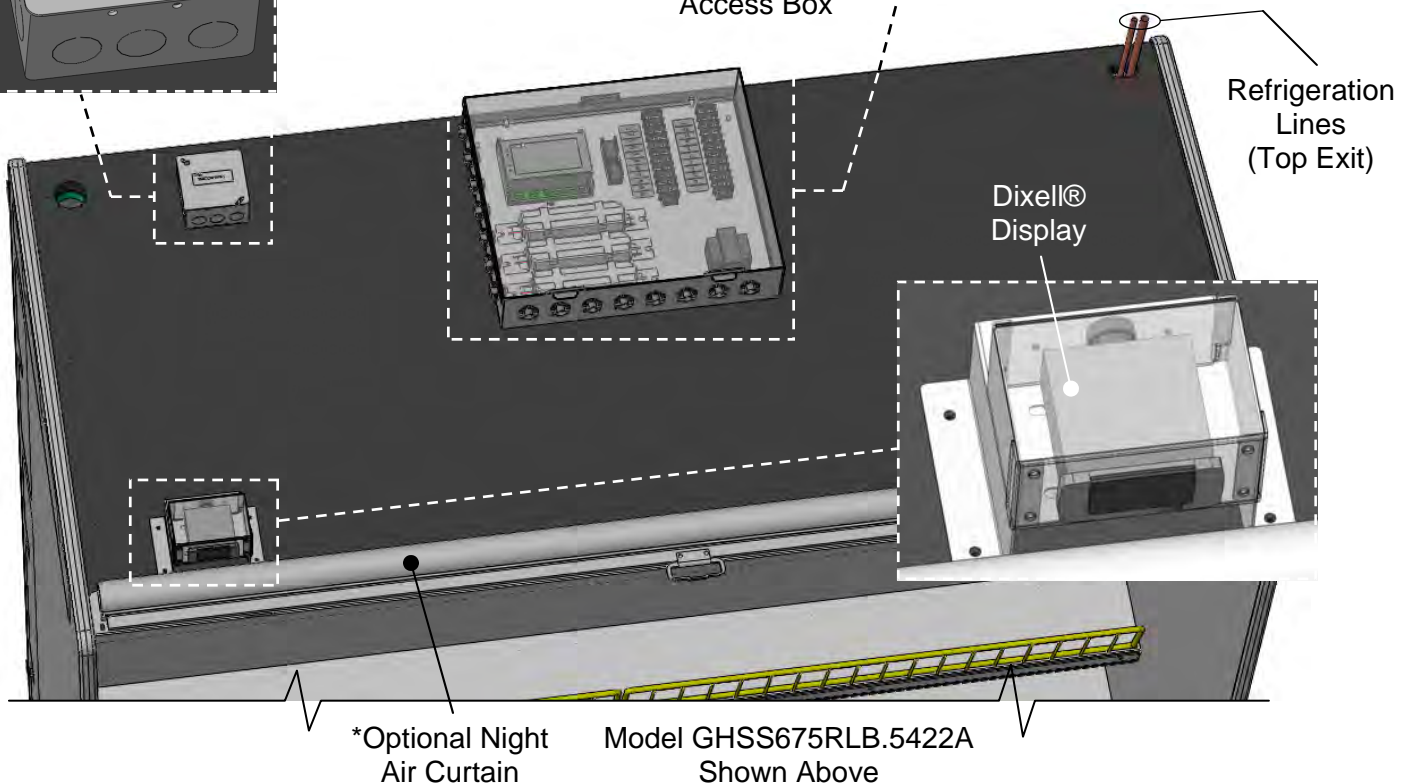 Access Box
Refrigeration
Lines
(Top Exit)
Dixell®
Display
*Optional Night
Air Curtain
Model GHSS675RLB.5422A
Shown Above